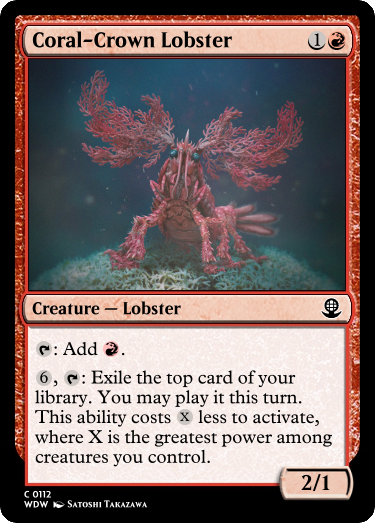 Coral-Crown Lobster 1
Creature — Lobster
: Add .
6, : Exile the top card of your
library. You may play it this turn.
This ability costs X less to activate,
where X is the greatest power among
creatures you control.
2/1
C 0112
WDW Satoshi Takazawa